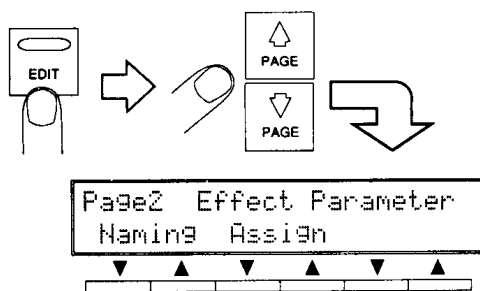 EDIT
PAGE
PAGE
Page2 Effect Parameter
Naming Assign